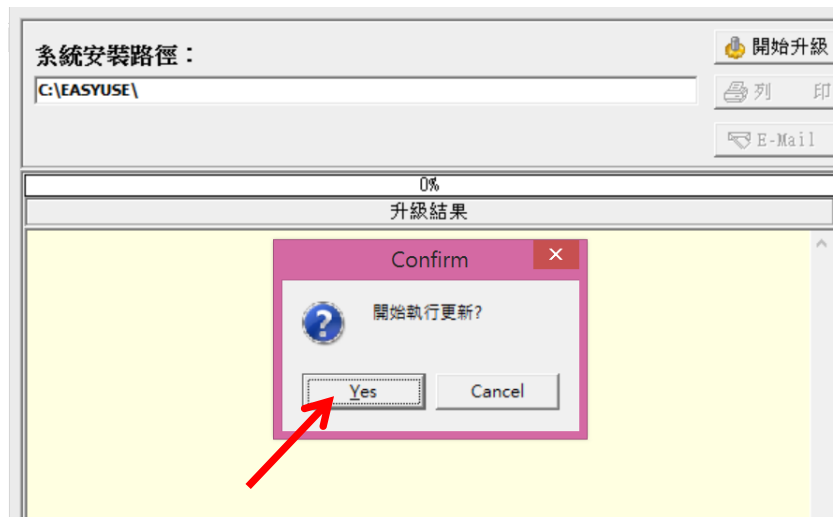 系統安裝路徑：
C:\EASYUSE\
開始升級
列 印
E-Mail
0%
升級結果
Confirm
開始執行更新?
Yes
Cancel